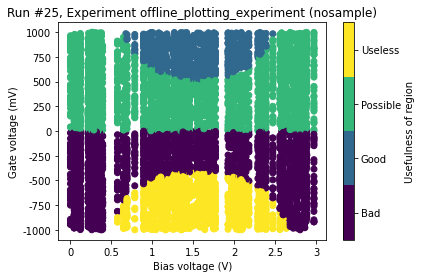 Run #25, Experiment offline_plotting_experiment (nosample)
1000
750
500
250
0
-250
-500
-750
-1000
Gate voltage (mV)
0
1
2
3
0.5
1.5
2.5
Bias voltage (V)
Useless
Possible
Good
Bad
Usefulness of region